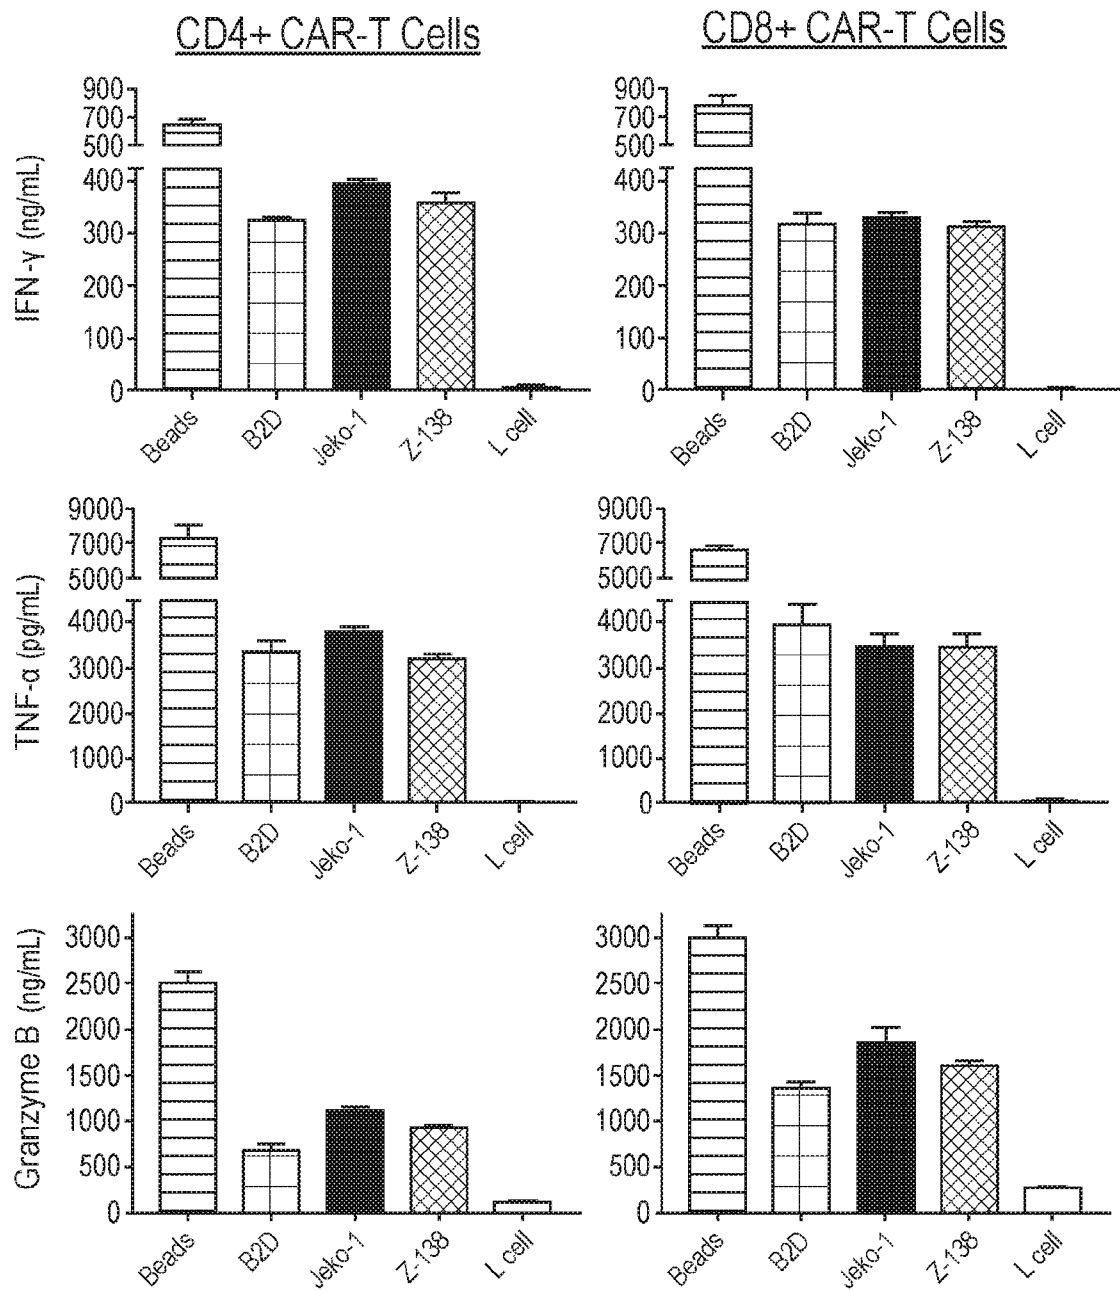 CD4+ CAR-T Cells
CD8+ CAR-T Cells
IFN-γ (ng/mL)
900
700
500
400
300
200
100
0
Beads
B2D
Jeko-1
Z-138
L cell
900
700
500
400
300
200
100
0
Beads
B2D
Jeko-1
Z-138
L cell
TNF-α (pg/mL)
9000
7000
5000
4000
3000
2000
1000
0
Beads
B2D
Jeko-1
Z-138
L cell
9000
7000
5000
4000
3000
2000
1000
0
Beads
B2D
Jeko-1
Z-138
L cell
Granzyme B (ng/mL)
3000
2500
2000
1500
1000
500
0
Beads
B2D
Jeko-1
Z-138
L cell
3000
2500
2000
1500
1000
500
0
Beads
B2D
Jeko-1
Z-138
L cell